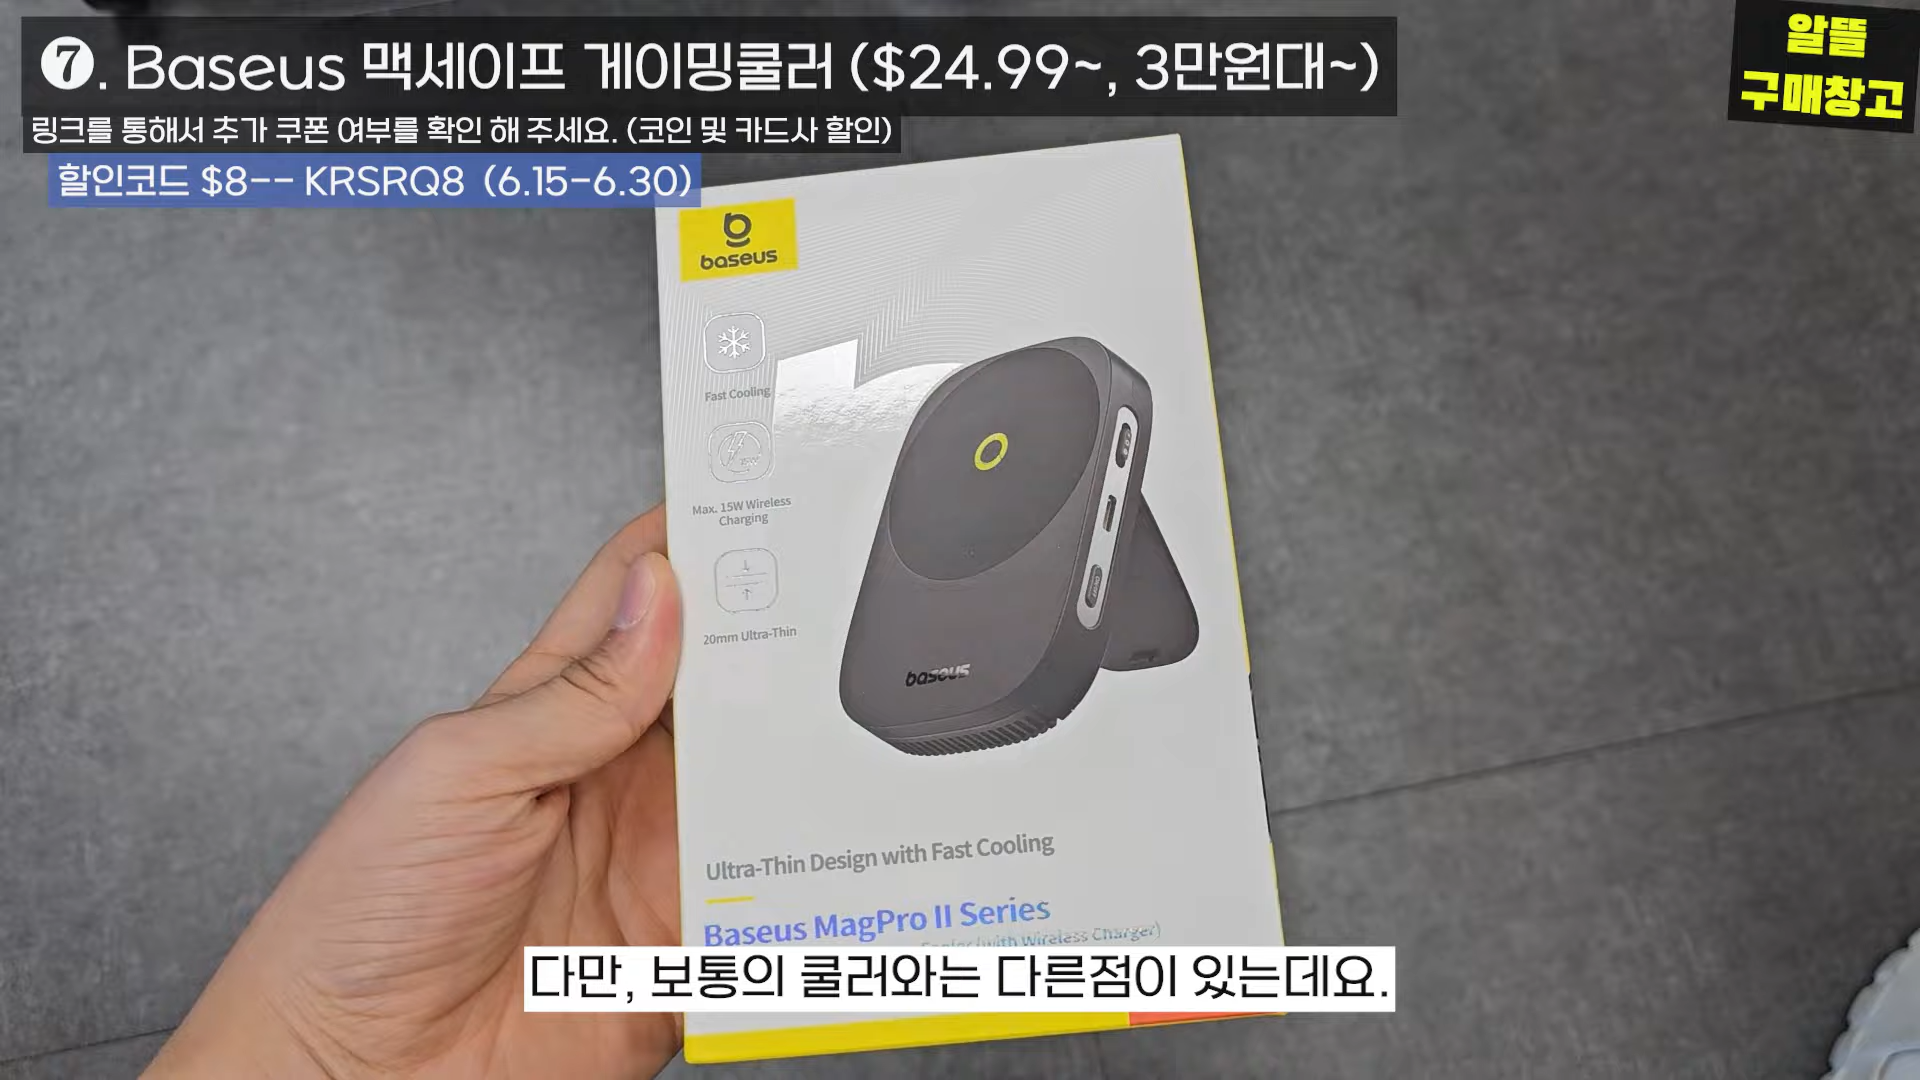 ❼. Baseus 맥세이프 게이밍쿨러 ($24.99~, 3만원대~)
알뜰
구매창고
링크를 통해서 추가 쿠폰 여부를 확인 해 주세요. (코인 및 카드사 할인)
할인코드 $8-- KRSRQ8 (6.15-6.30)
baseus
Fast Cooling
Max. 15W Wireless
Charging
20mm Ultra-Thin
baseus
Ultra-Thin Design with Fast Cooling
Baseus MagPro II Series
Cooler (with Wireless Charger)
다만, 보통의 쿨러와는 다른점이 있는데요.